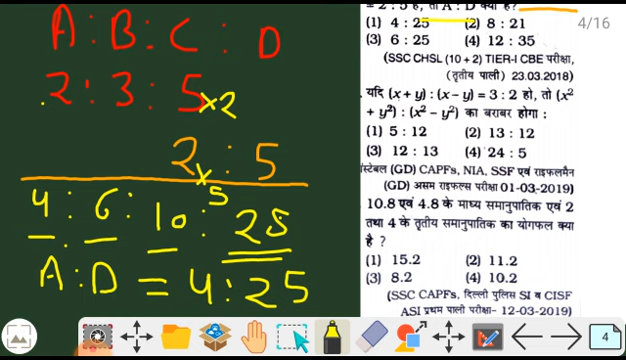 A : B : C : D
2 : 3 : 5 ×2
2 : 5
×5
4 : 6 : 10 : 25
A : D = 4 : 25
= 2 : 5 है, तो A : D क्या है ?
(1) 4 : 25 (2) 8 : 21
(3) 6 : 25 (4) 12 : 35
(SSC CHSL (10 + 2) TIER-I CBE परीक्षा,
(तृतीय पाली) 23.03.2018)
यदि (x + y) : (x – y) = 3 : 2 हो, तो (x²
+ y²) : (x² – y²) का बराबर होगा :
(1) 5 : 12 (2) 13 : 12
(3) 12 : 13 (4) 24 : 5
स्टेबल (GD) CAPFs, NIA, SSF एवं राइफलमैन
(GD) असम राइफल्स परीक्षा 01-03-2019)
10.8 एवं 4.8 के माध्य समानुपातिक एवं 2
तथा 4 के तृतीय समानुपातिक का योगफल क्या
है ?
(1) 15.2 (2) 11.2
(3) 8.2 (4) 10.2
(SSC CAPFs, दिल्ली पुलिस SI व CISF
ASI प्रथम पाली परीक्षा- 12-03-2019)
4/16
4